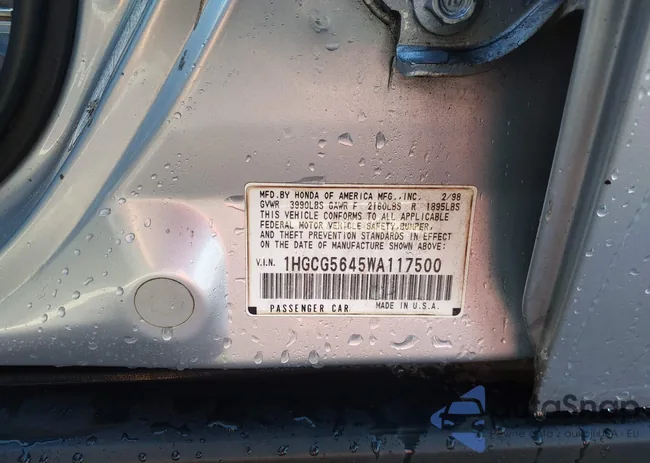 MFD.BY HONDA OF AMERICA MFG.,INC. 2/98
GVWR 3990LBS GAWR F 2160LBS R 1895LBS
THIS VEHICLE CONFORMS TO ALL APPLICABLE
FEDERAL MOTOR VEHICLE SAFETY,BUMPER,
AND THEFT PREVENTION STANDARDS IN EFFECT
ON THE DATE OF MANUFACTURE SHOWN ABOVE:
V.I.N. 1HGCG5645WA117500
PASSENGER CAR MADE IN U.S.A.